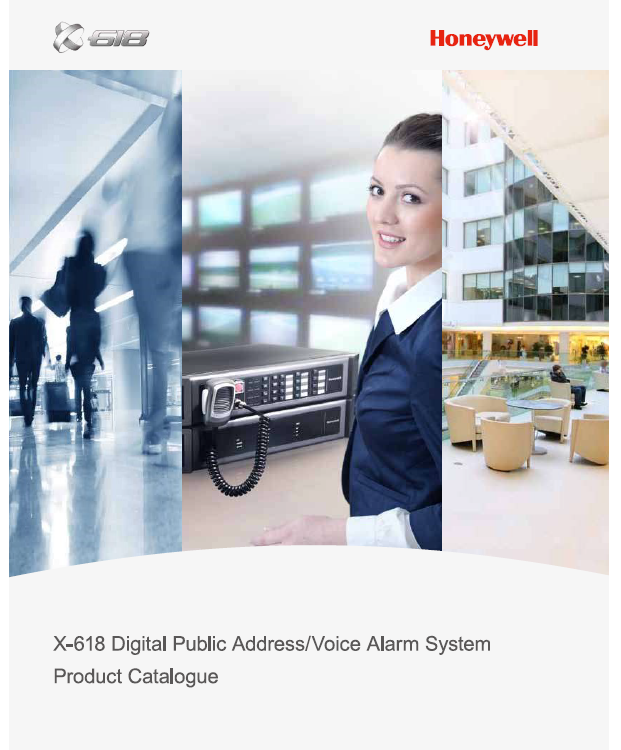 X-618
Honeywell
X-618 Digital Public Address/Voice Alarm System
Product Catalogue